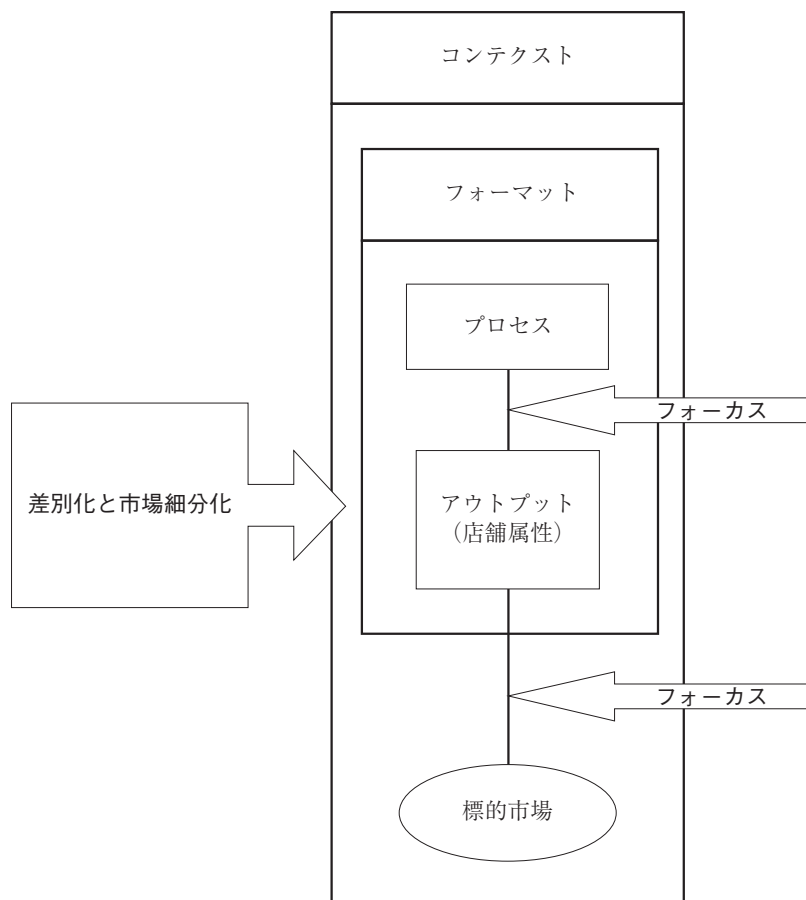 コンテクスト
フォーマット
プロセス
フォーカス
差別化と市場細分化
アウトプット
（店舗属性）
フォーカス
標的市場